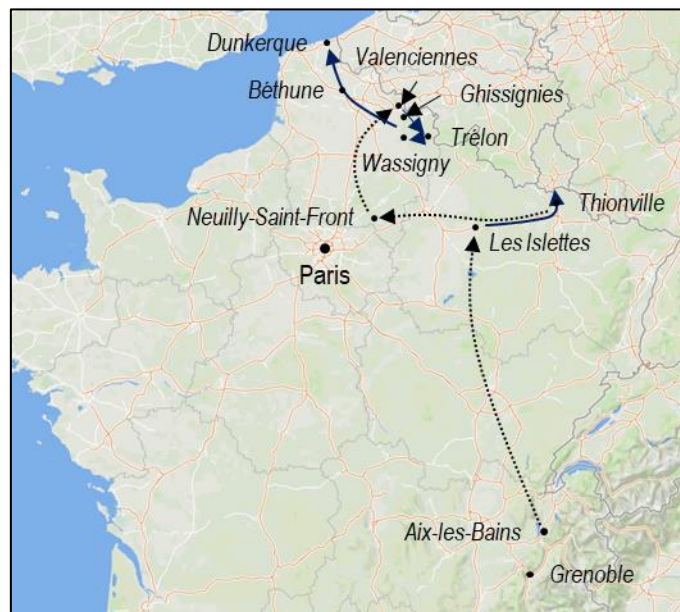 Dunkerque
Valenciennes
Béthune
Ghissignies
Trélon
Wassigny
Thionville
Neuilly-Saint-Front
Les Islettes
Paris
Aix-les-Bains
Grenoble